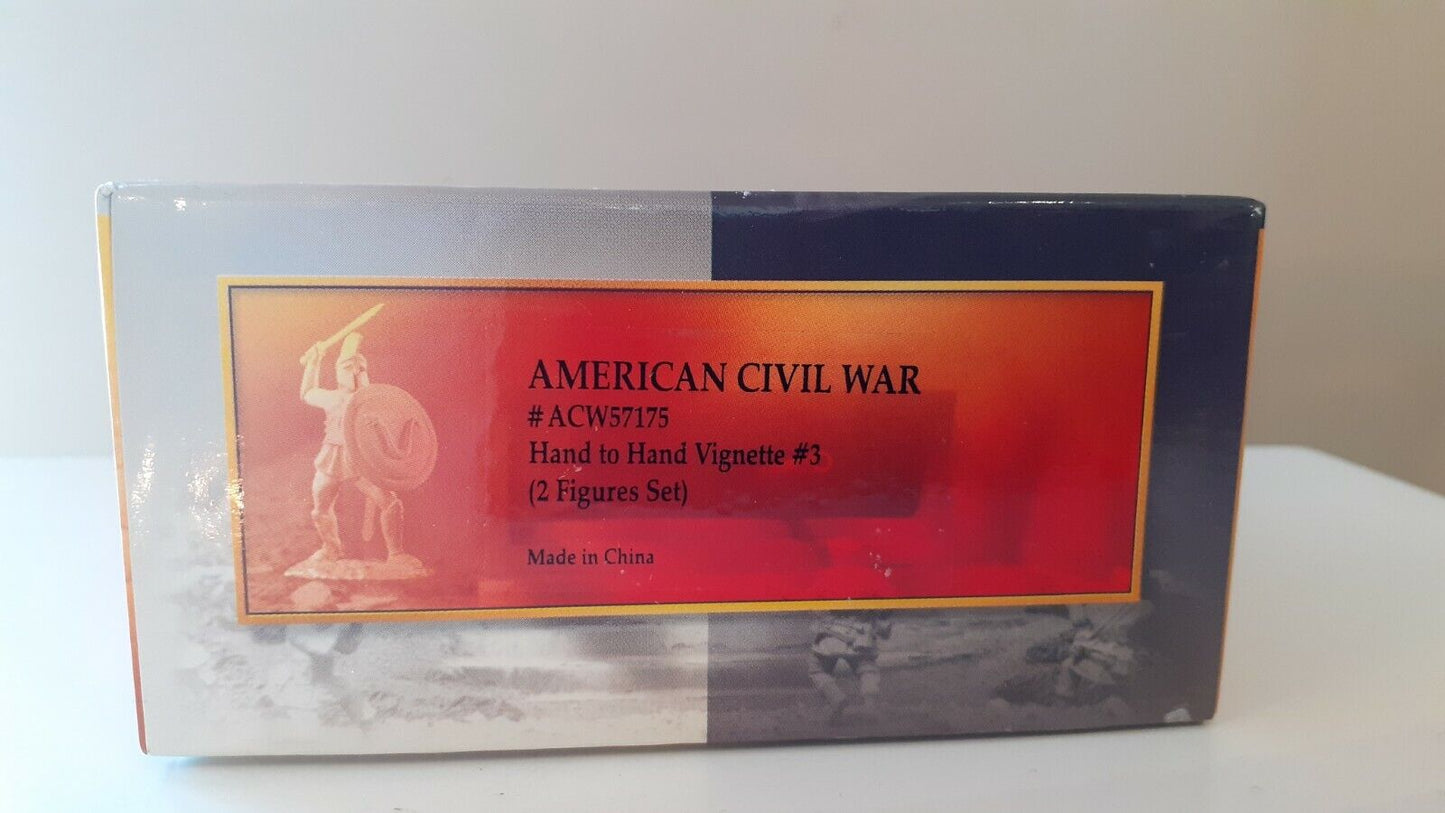 AMERICAN CIVIL WAR
# ACW57175
Hand to Hand Vignette #3
(2 Figures Set)
Made in China